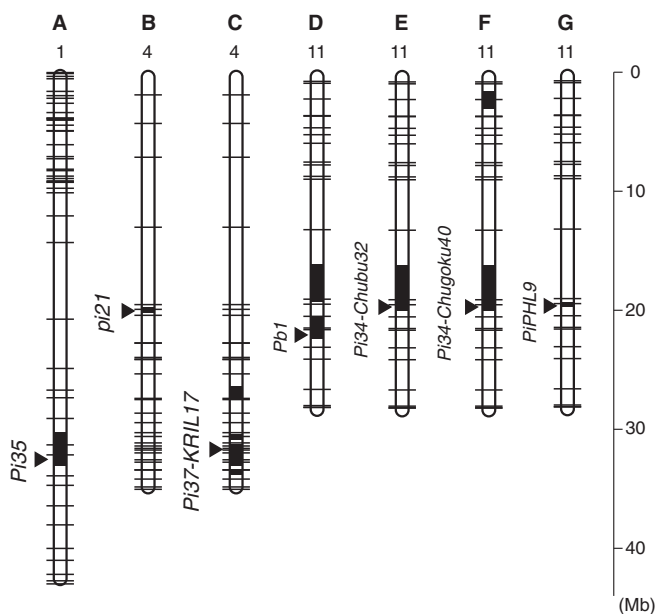 A B C D E F G
1 4 4 11 11 11 11
0
10
20
30
40
(Mb)
Pi35
pi21
Pi37-KRIL17
Pb1
Pi34-Chubu32
Pi34-Chugoku40
PiPHL9